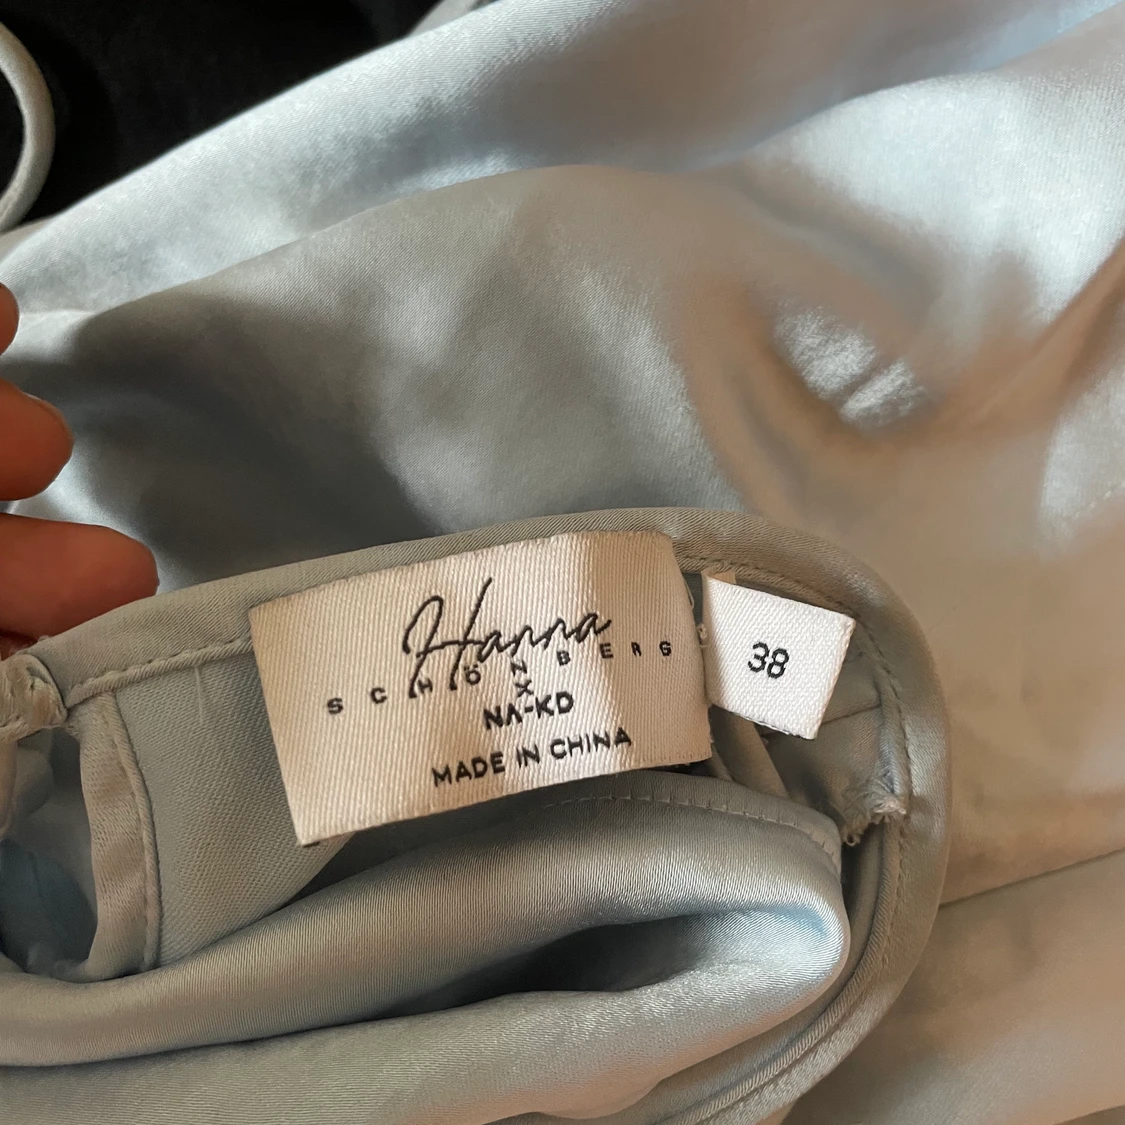 Hanna
SCHÖNBERG
X
NA-KD
MADE IN CHINA
38